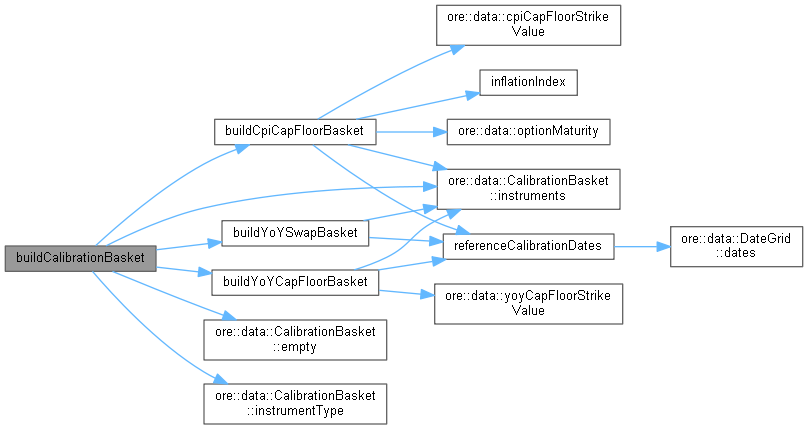 ore::data::cpiCapFloorStrike
Value
inflationIndex
buildCpiCapFloorBasket
ore::data::optionMaturity
ore::data::CalibrationBasket
::instruments
buildYoYSwapBasket
referenceCalibrationDates
ore::data::DateGrid
::dates
buildCalibrationBasket
buildYoYCapFloorBasket
ore::data::yoyCapFloorStrike
Value
ore::data::CalibrationBasket
::empty
ore::data::CalibrationBasket
::instrumentType